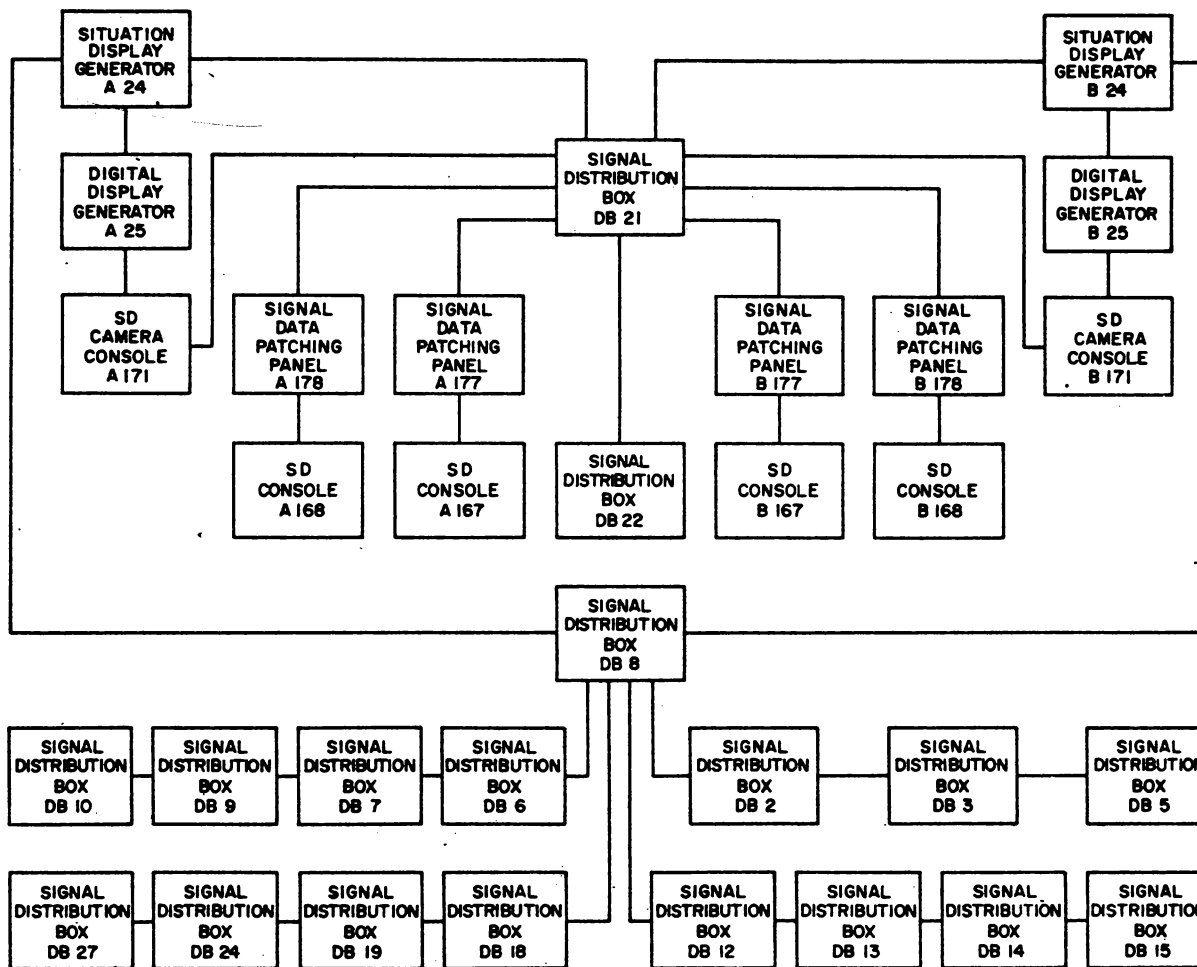 SITUATION
DISPLAY
GENERATOR
A 24
SITUATION
DISPLAY
GENERATOR
B 24
SIGNAL
DISTRIBUTION
BOX
DB 21
DIGITAL
DISPLAY
GENERATOR
A 25
DIGITAL
DISPLAY
GENERATOR
B 25
SD
CAMERA
CONSOLE
A 171
SIGNAL
DATA
PATCHING
PANEL
A 178
SIGNAL
DATA
PATCHING
PANEL
A 177
SIGNAL
DATA
PATCHING
PANEL
B 177
SIGNAL
DATA
PATCHING
PANEL
B 178
SD
CAMERA
CONSOLE
B 171
SD
CONSOLE
A 168
SD
CONSOLE
A 167
SIGNAL
DISTRIBUTION
BOX
DB 22
SD
CONSOLE
B 167
SD
CONSOLE
B 168
SIGNAL
DISTRIBUTION
BOX
DB 8
SIGNAL
DISTRIBUTION
BOX
DB 10
SIGNAL
DISTRIBUTION
BOX
DB 9
SIGNAL
DISTRIBUTION
BOX
DB 7
SIGNAL
DISTRIBUTION
BOX
DB 6
SIGNAL
DISTRIBUTION
BOX
DB 2
SIGNAL
DISTRIBUTION
BOX
DB 3
SIGNAL
DISTRIBUTION
BOX
DB 5
SIGNAL
DISTRIBUTION
BOX
DB 27
SIGNAL
DISTRIBUTION
BOX
DB 24
SIGNAL
DISTRIBUTION
BOX
DB 19
SIGNAL
DISTRIBUTION
BOX
DB 18
SIGNAL
DISTRIBUTION
BOX
DB 12
SIGNAL
DISTRIBUTION
BOX
DB 13
SIGNAL
DISTRIBUTION
BOX
DB 14
SIGNAL
DISTRIBUTION
BOX
DB 15